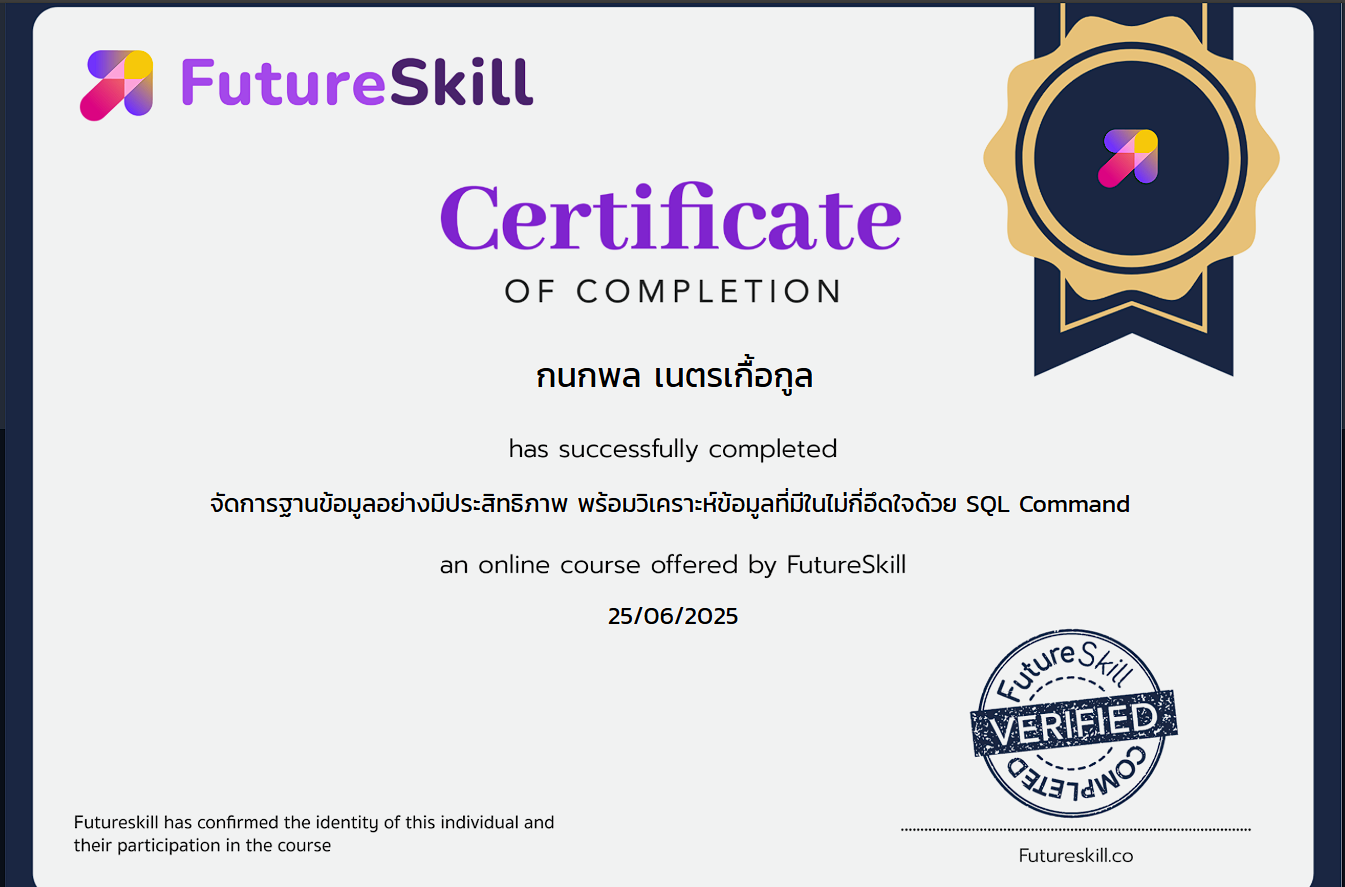 FutureSkill
Certificate
OF COMPLETION
กนกพล เนตรเกื้อกูล
has successfully completed
จัดการฐานข้อมูลอย่างมีประสิทธิภาพ พร้อมวิเคราะห์ข้อมูลที่มีในไม่กี่อึดใจด้วย SQL Command
an online course offered by FutureSkill
25/06/2025
FutureSkill
VERIFIED
COMPLETED
Futureskill has confirmed the identity of this individual and
their participation in the course
Futureskill.co